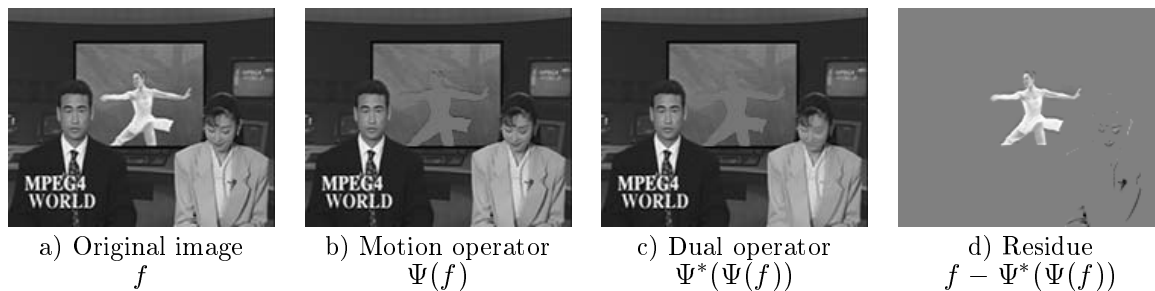 MPEG4
WORLD
MPEG4
WORLD
MPEG4
WORLD
a) Original image
f
b) Motion operator
Ψ(f)
c) Dual operator
Ψ*(Ψ(f))
d) Residue
f − Ψ*(Ψ(f))